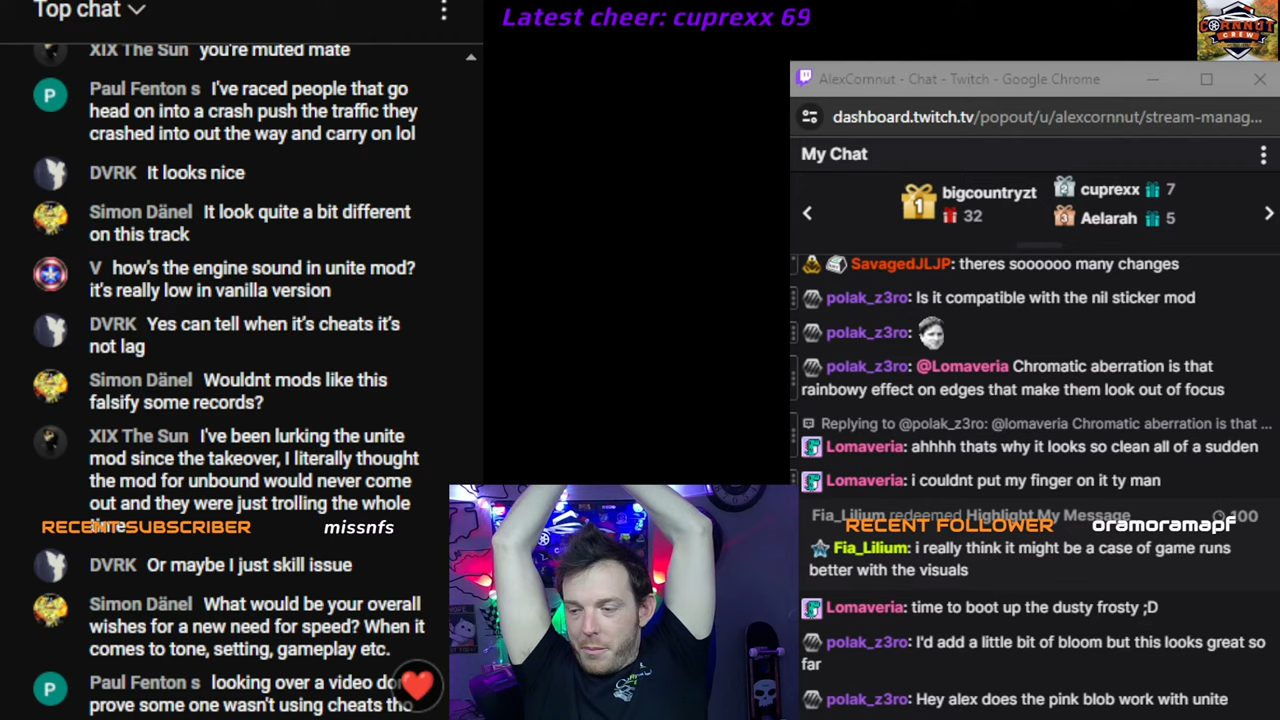 Top chat
XIX The Sun you're muted mate
Paul Fenton s I've raced people that go
head on into a crash push the traffic they
crashed into out the way and carry on lol
DVRK It looks nice
Simon Dänel It look quite a bit different
on this track
V how's the engine sound in unite mod?
it's really low in vanilla version
DVRK Yes can tell when it's cheats it's
not lag
Simon Dänel Wouldnt mods like this
falsify some records?
XIX The Sun I've been lurking the unite
mod since the takeover, I literally thought
the mod for unbound would never come
out and they were just trolling the whole
time
RECENT SUBSCRIBER missnfs
DVRK Or maybe I just skill issue
Simon Dänel What would be your overall
wishes for a new need for speed? When it
comes to tone, setting, gameplay etc.
Paul Fenton s looking over a video don
prove some one wasn't using cheats tho
Latest cheer: cuprexx 69
CORNNUT
CREW
AlexCornnut - Chat - Twitch - Google Chrome
dashboard.twitch.tv/popout/u/alexcornnut/stream-manag...
My Chat
1 bigcountryzt 32
2 cuprexx 7
3 Aelarah 5
SavagedJLJP: theres soooooo many changes
polak_z3ro: Is it compatible with the nil sticker mod
polak_z3ro:
polak_z3ro: @Lomaveria Chromatic aberration is that
rainbowy effect on edges that make them look out of focus
Replying to @polak_z3ro: @lomaveria Chromatic aberration is that ...
Lomaveria: ahhhh thats why it looks so clean all of a sudden
Lomaveria: i couldnt put my finger on it ty man
Fia_Lilium redeemed Highlight My Message 100
RECENT FOLLOWER oramoramapf
Fia_Lilium: i really think it might be a case of game runs
better with the visuals
Lomaveria: time to boot up the dusty frosty ;D
polak_z3ro: I'd add a little bit of bloom but this looks great so
far
polak_z3ro: Hey alex does the pink blob work with unite